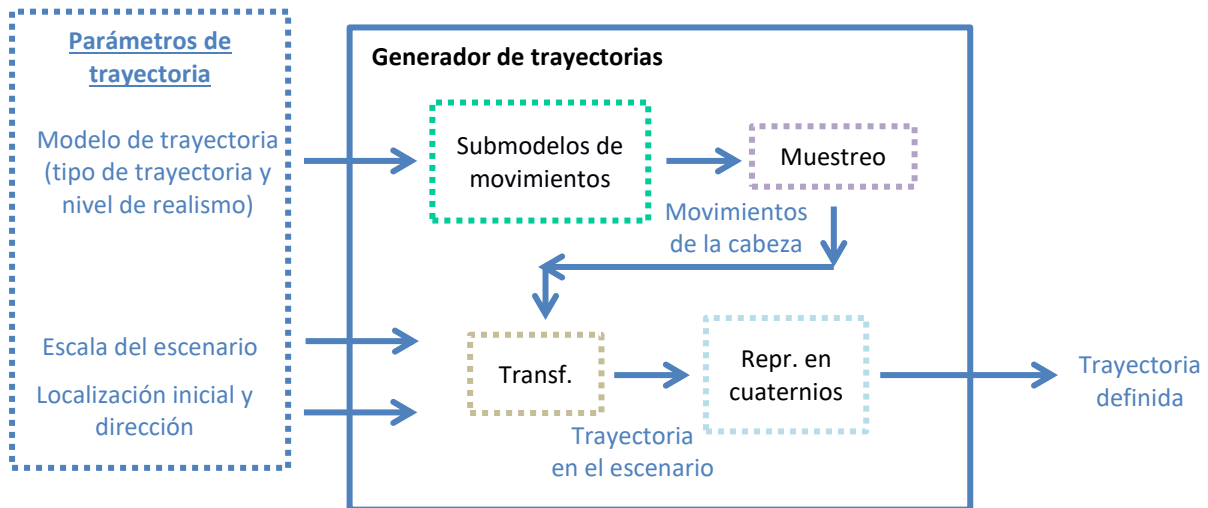 Parámetros de
trayectoria
Modelo de trayectoria
(tipo de trayectoria y
nivel de realismo)
Escala del escenario
Localización inicial y
dirección
Generador de trayectorias
Submodelos de
movimientos
Muestreo
Movimientos
de la cabeza
Transf.
Repr. en
cuaternios
Trayectoria
en el escenario
Trayectoria
definida